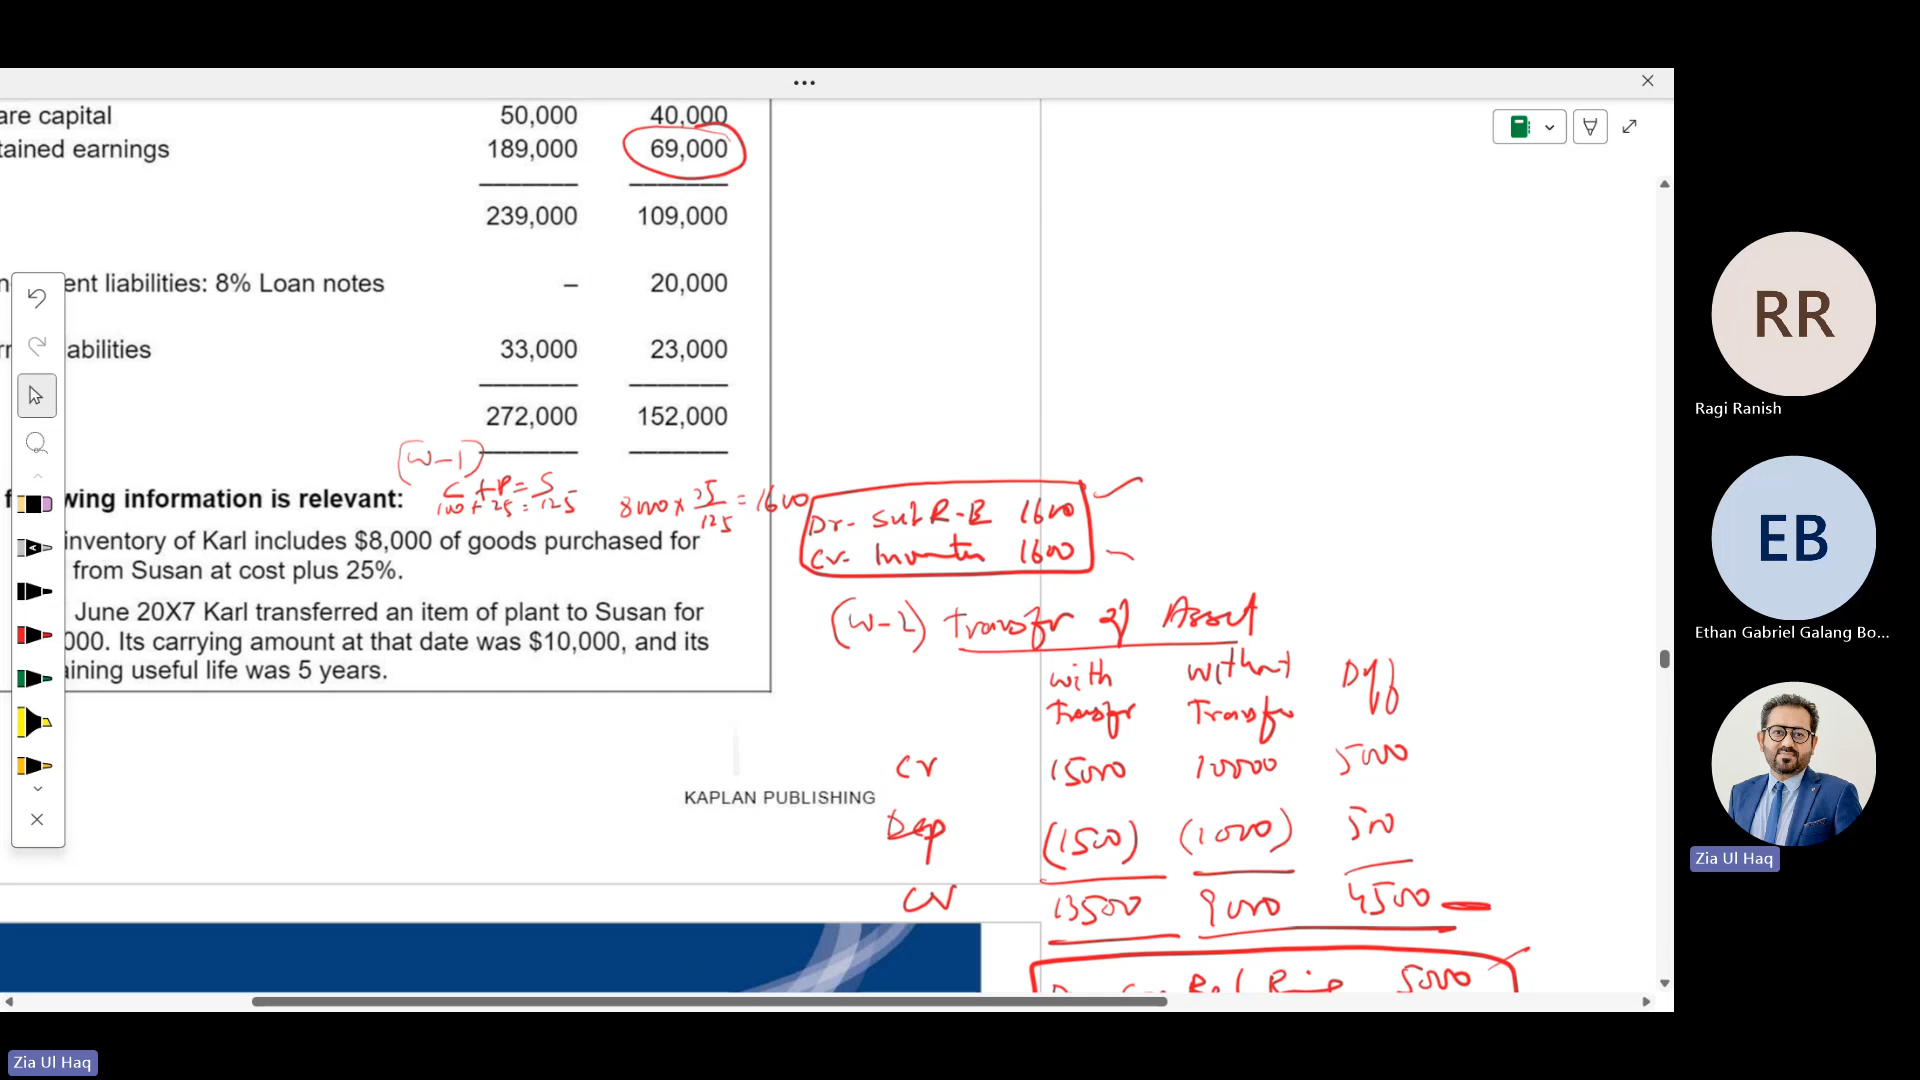 are capital 50,000 40,000
tained earnings 189,000 69,000
239,000 109,000
ent liabilities: 8% Loan notes – 20,000
abilities 33,000 23,000
272,000 152,000
(W-1)
wing information is relevant:
C + P = S
100 + 25 = 125
8000 x 25/125 = 1600
Dr- Sub R-E 1600
Cr- Inventory 1600
inventory of Karl includes $8,000 of goods purchased for
from Susan at cost plus 25%.
June 20X7 Karl transferred an item of plant to Susan for
000. Its carrying amount at that date was $10,000, and its
aining useful life was 5 years.
(W-2) Transfer of Asset
with Transfer
without Transfer
Diff
CV 15000 10000 5000
Dep (1500) (1000) 500
CV 13500 9000 4500
5000
KAPLAN PUBLISHING
RR
Ragi Ranish
EB
Ethan Gabriel Galang Bo...
Zia Ul Haq
Zia Ul Haq